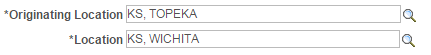 *Originating Location KS, TOPEKA
*Location KS, WICHITA